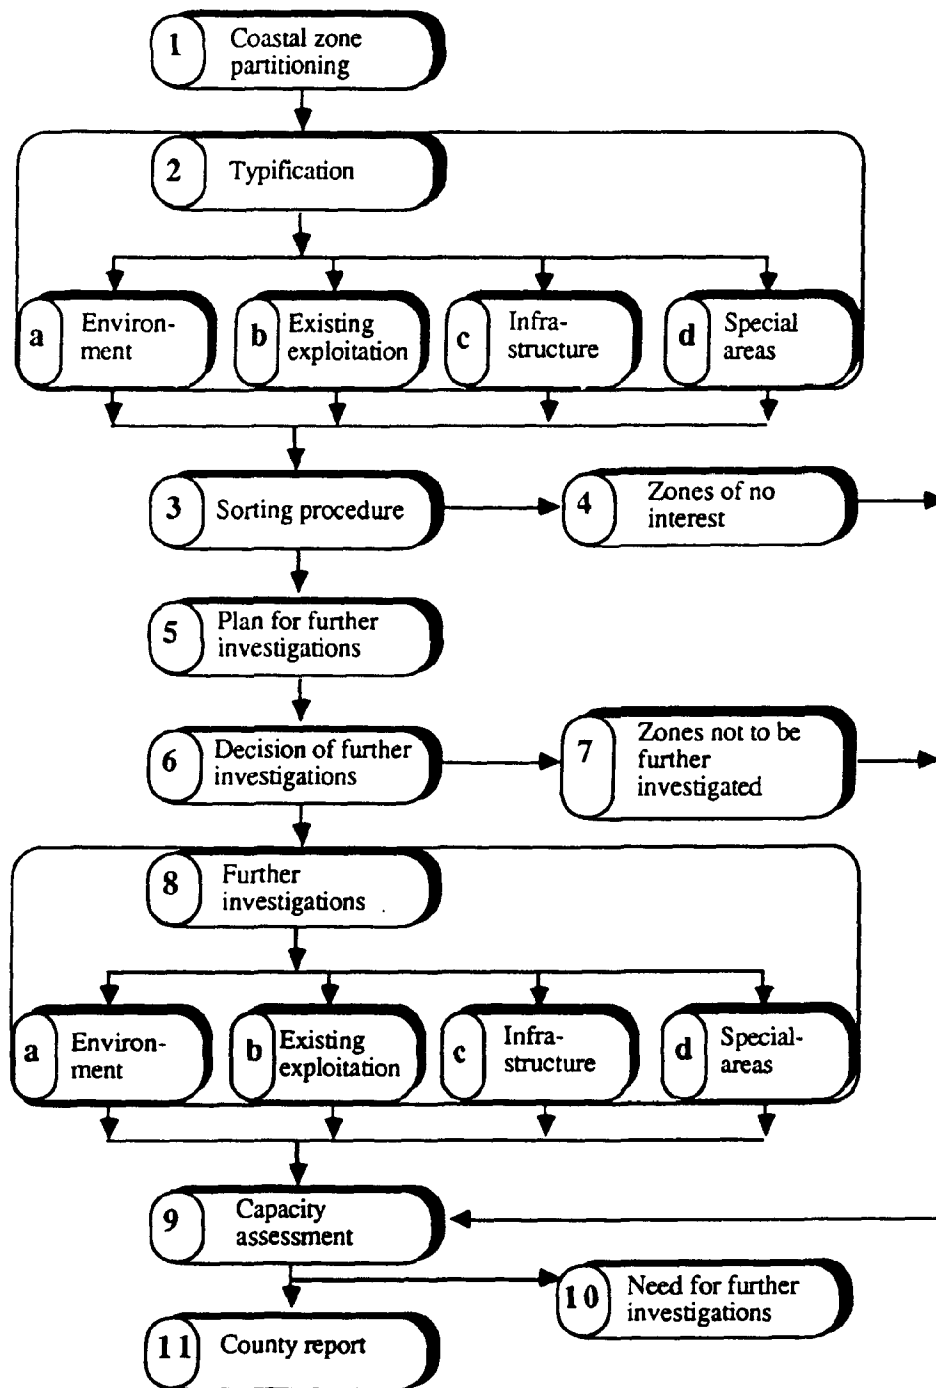 1
Coastal zone
partitioning
2
Typification
a
Environ-
ment
b
Existing
exploitation
c
Infra-
structure
d
Special
areas
3
Sorting procedure
4
Zones of no
interest
5
Plan for further
investigations
6
Decision of further
investigations
7
Zones not to be
further
investigated
8
Further
investigations
a
Environ-
ment
b
Existing
exploitation
c
Infra-
structure
d
Special-
areas
9
Capacity
assessment
10
Need for further
investigations
11
County report